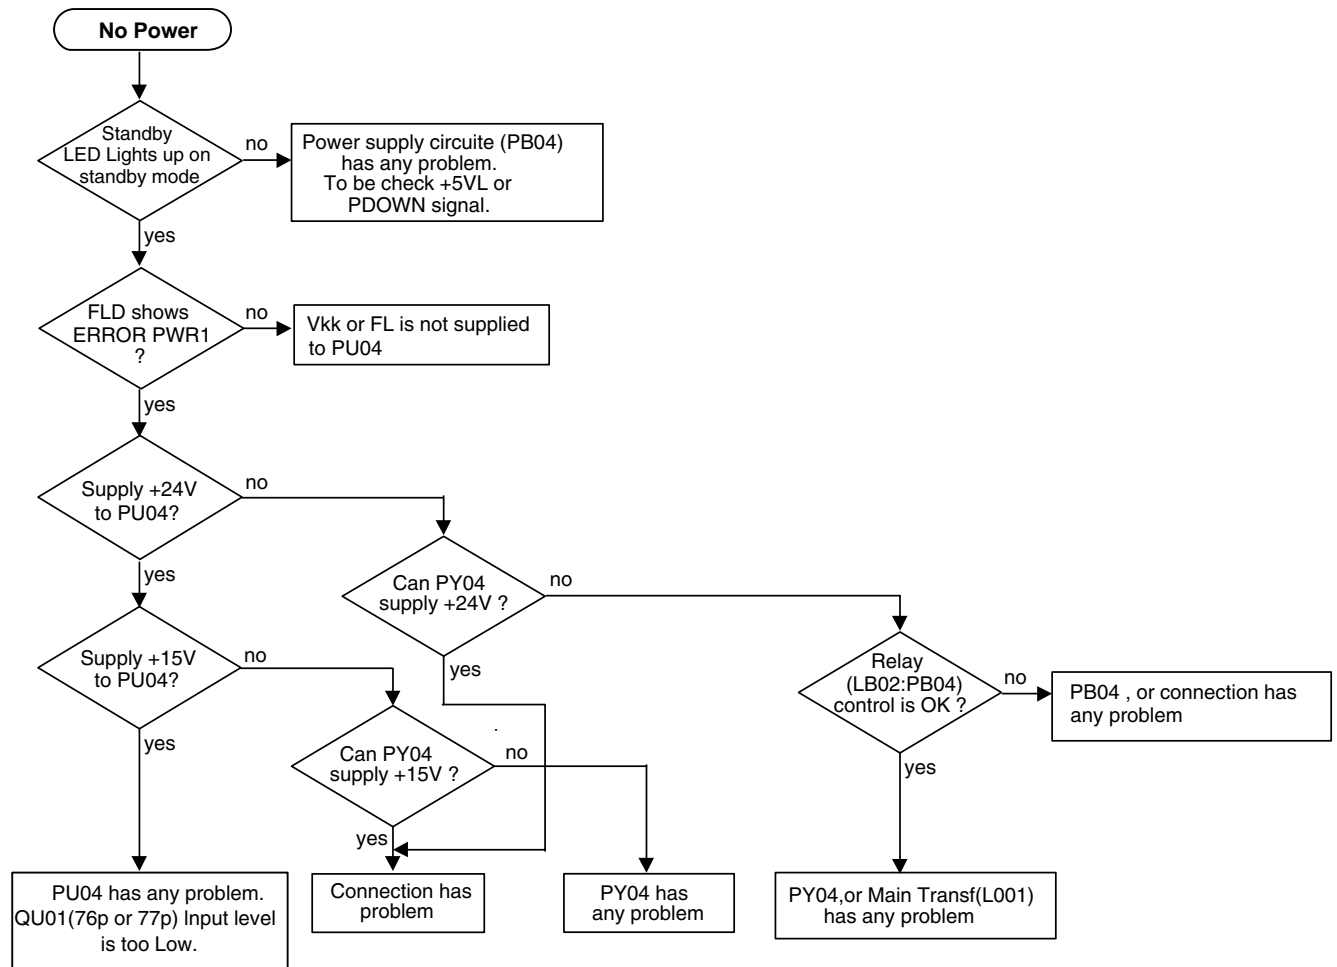 No Power
Standby
LED Lights up on
standby mode
no
Power supply circuite (PB04)
has any problem.
To be check +5VL or
PDOWN signal.
yes
FLD shows
ERROR PWR1
?
no
Vkk or FL is not supplied
to PU04
yes
Supply +24V
to PU04?
no
yes
Can PY04
supply +24V ?
no
yes
Supply +15V
to PU04?
no
yes
Relay
(LB02:PB04)
control is OK ?
no
PB04 , or connection has
any problem
yes
Can PY04
supply +15V ?
no
yes
PU04 has any problem.
QU01(76p or 77p) Input level
is too Low.
Connection has
problem
PY04 has
any problem
PY04,or Main Transf(L001)
has any problem